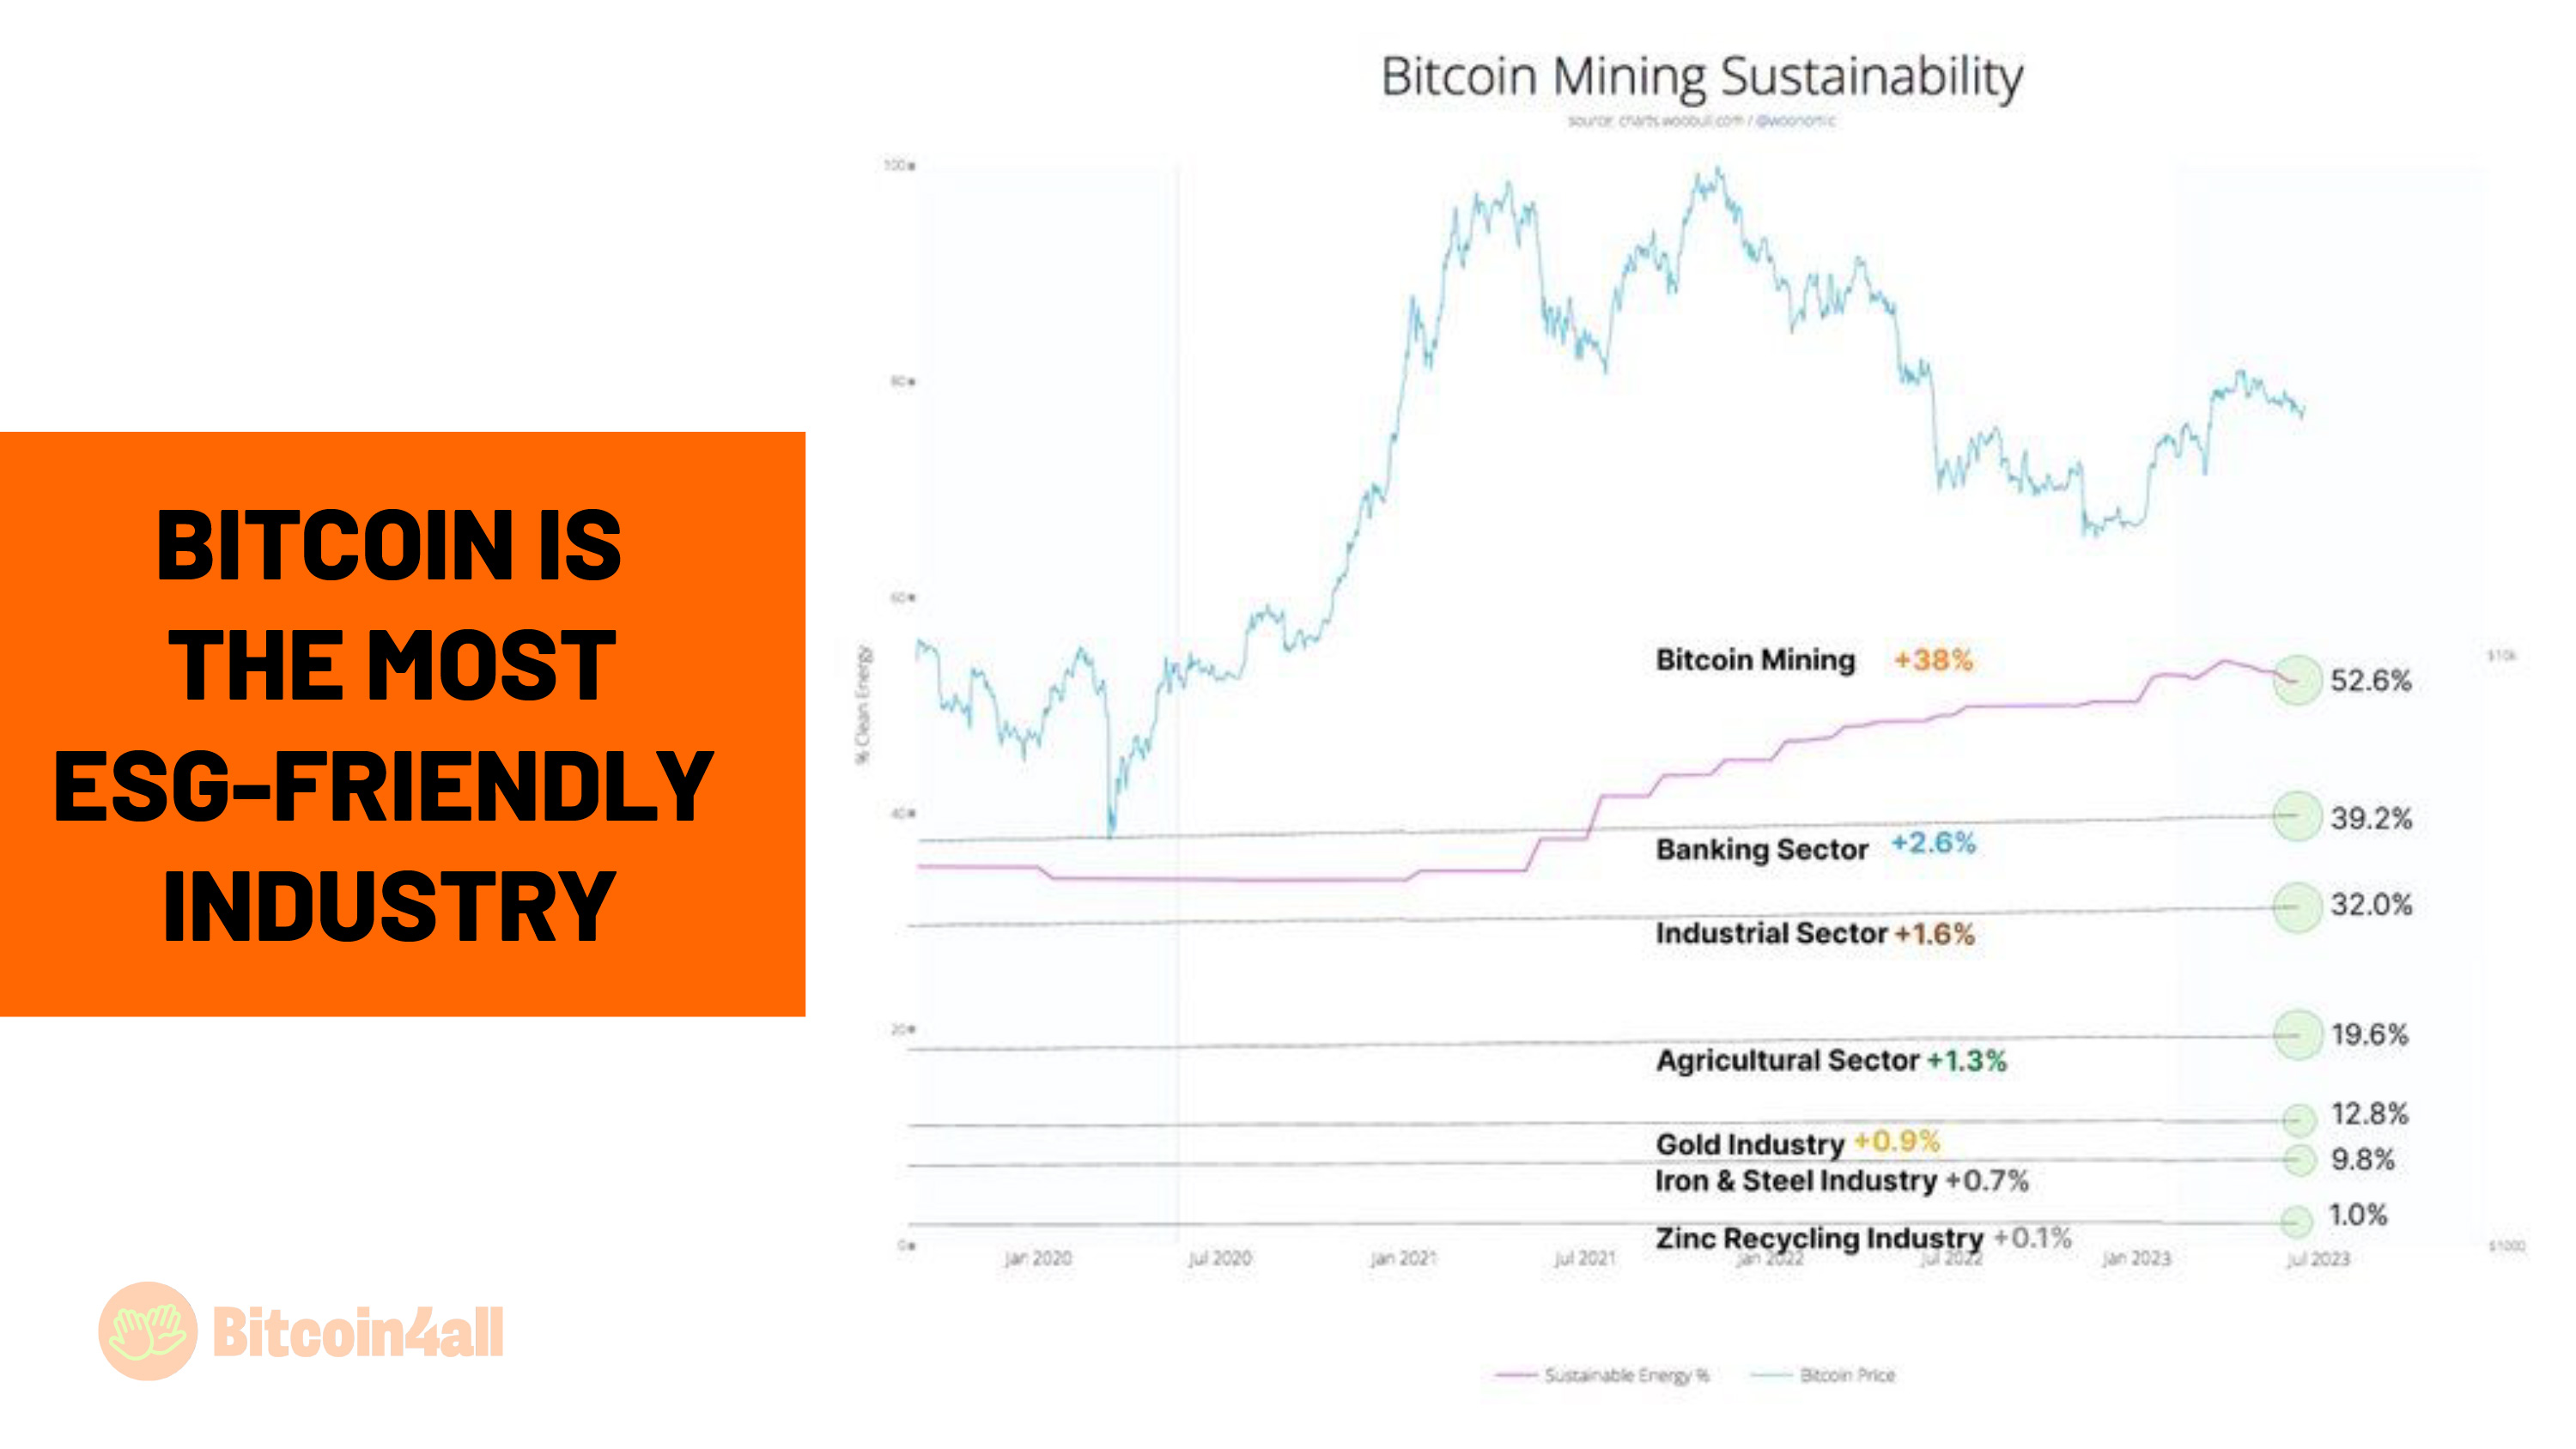 BITCOIN IS
THE MOST
ESG-FRIENDLY
INDUSTRY
Bitcoin4all
Bitcoin Mining Sustainability
source: charts.woobull.com / @woonomic
100
80
60
40
20
0
% Clean Energy
$10k
$1000
Bitcoin Mining +38%
52.6%
Banking Sector +2.6%
39.2%
Industrial Sector +1.6%
32.0%
Agricultural Sector +1.3%
19.6%
Gold Industry +0.9%
12.8%
Iron & Steel Industry +0.7%
9.8%
Zinc Recycling Industry +0.1%
1.0%
Jan 2020
Jul 2020
Jan 2021
Jul 2021
Jan 2022
Jul 2022
Jan 2023
Jul 2023
Sustainable Energy %
Bitcoin Price